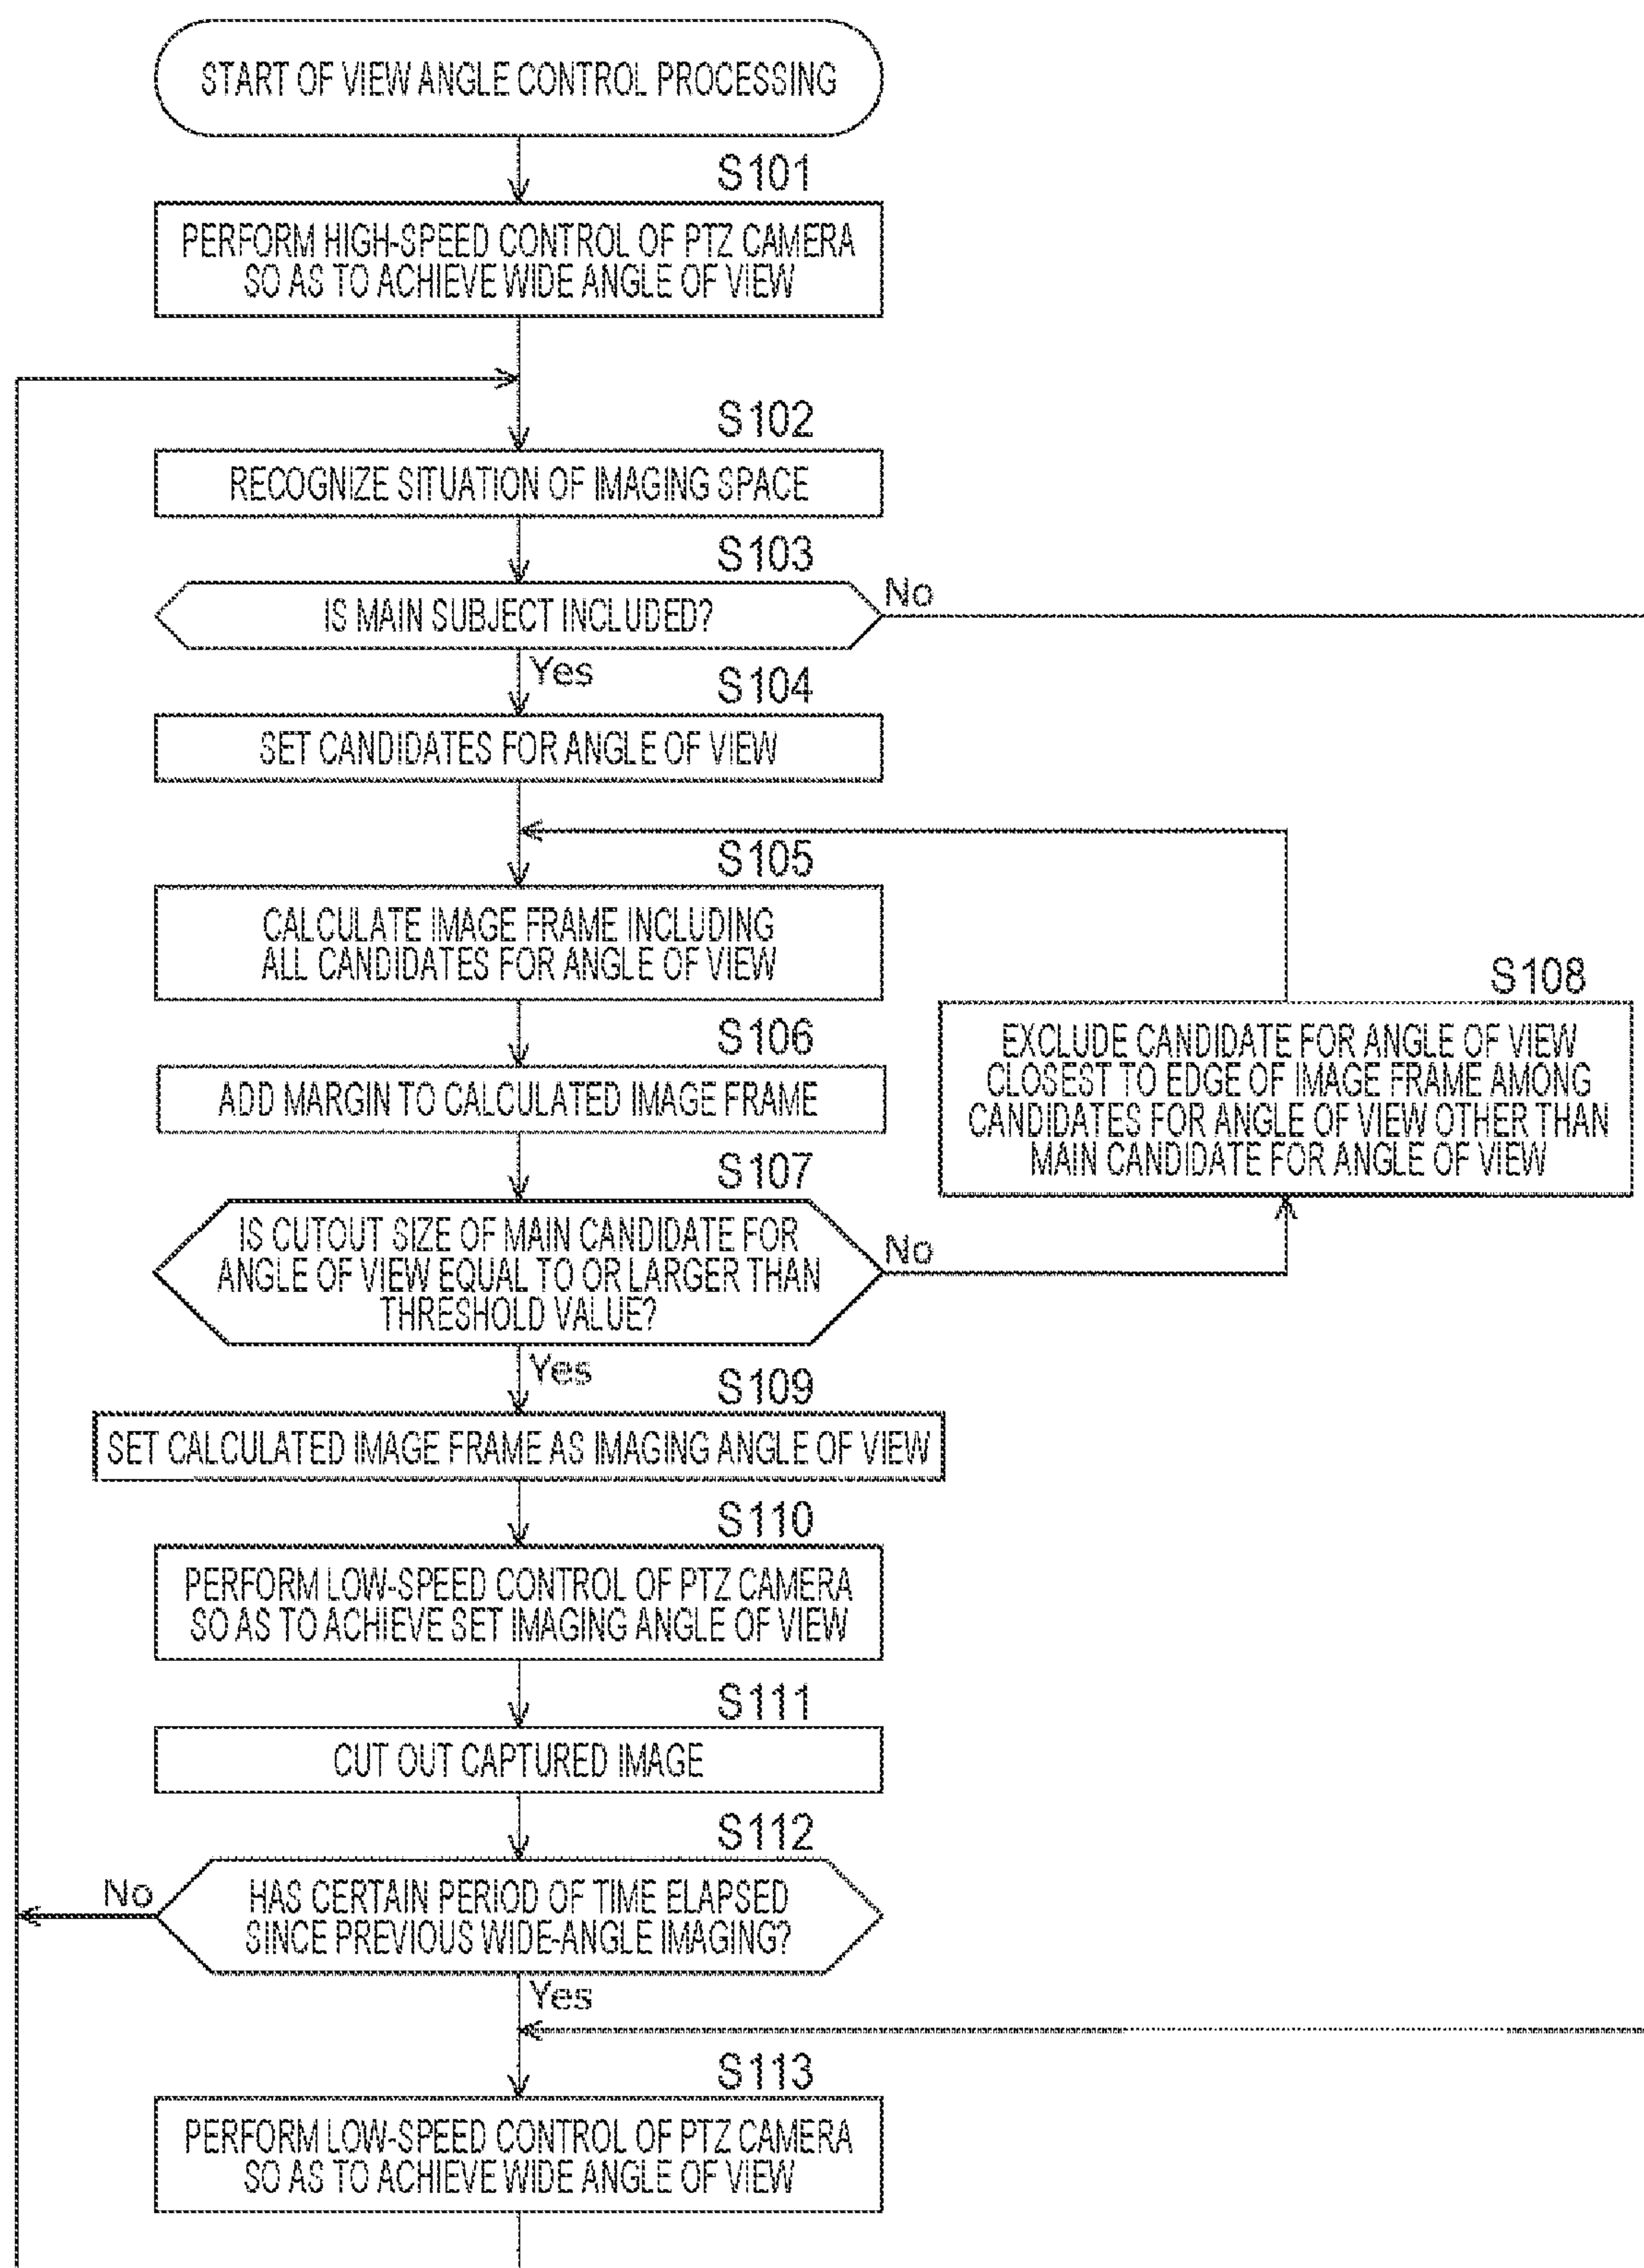 START OF VIEW ANGLE CONTROL PROCESSING
S101
PERFORM HIGH-SPEED CONTROL OF PTZ CAMERA
SO AS TO ACHIEVE WIDE ANGLE OF VIEW
S102
RECOGNIZE SITUATION OF IMAGING SPACE
S103
IS MAIN SUBJECT INCLUDED?
No
Yes
S104
SET CANDIDATES FOR ANGLE OF VIEW
S105
CALCULATE IMAGE FRAME INCLUDING
ALL CANDIDATES FOR ANGLE OF VIEW
S106
ADD MARGIN TO CALCULATED IMAGE FRAME
S107
IS CUTOUT SIZE OF MAIN CANDIDATE FOR
ANGLE OF VIEW EQUAL TO OR LARGER THAN
THRESHOLD VALUE?
No
S108
EXCLUDE CANDIDATE FOR ANGLE OF VIEW
CLOSEST TO EDGE OF IMAGE FRAME AMONG
CANDIDATES FOR ANGLE OF VIEW OTHER THAN
MAIN CANDIDATE FOR ANGLE OF VIEW
Yes
S109
SET CALCULATED IMAGE FRAME AS IMAGING ANGLE OF VIEW
S110
PERFORM LOW-SPEED CONTROL OF PTZ CAMERA
SO AS TO ACHIEVE SET IMAGING ANGLE OF VIEW
S111
CUT OUT CAPTURED IMAGE
S112
HAS CERTAIN PERIOD OF TIME ELAPSED
SINCE PREVIOUS WIDE-ANGLE IMAGING?
No
Yes
S113
PERFORM LOW-SPEED CONTROL OF PTZ CAMERA
SO AS TO ACHIEVE WIDE ANGLE OF VIEW